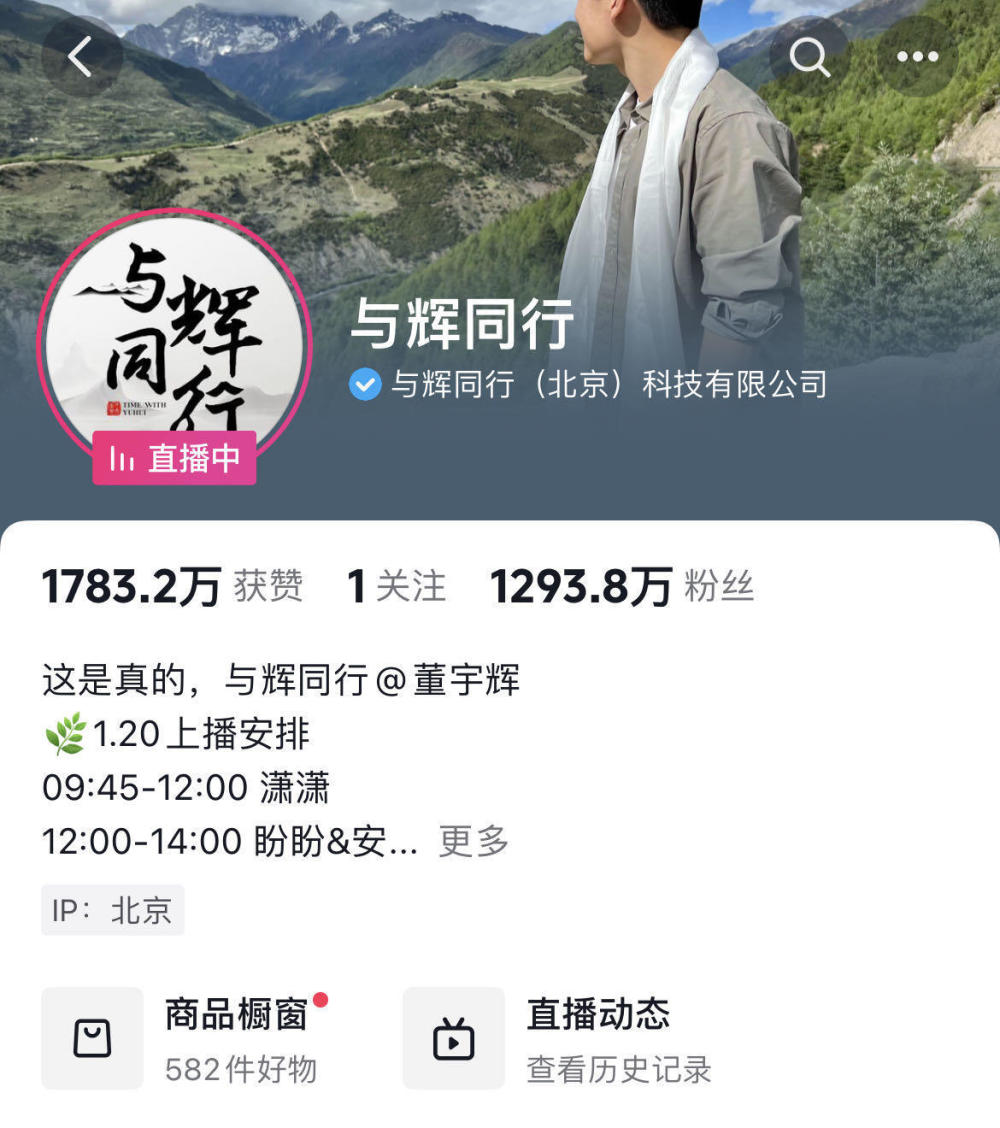 与辉
同行
TIME WITH
YUHUI
直播中
与辉同行
与辉同行（北京）科技有限公司
1783.2万 获赞 1 关注 1293.8万 粉丝
这是真的，与辉同行@董宇辉
🌿1.20上播安排
09:45-12:00 潇潇
12:00-14:00 盼盼&安... 更多
IP：北京
商品橱窗 直播动态
582件好物 查看历史记录